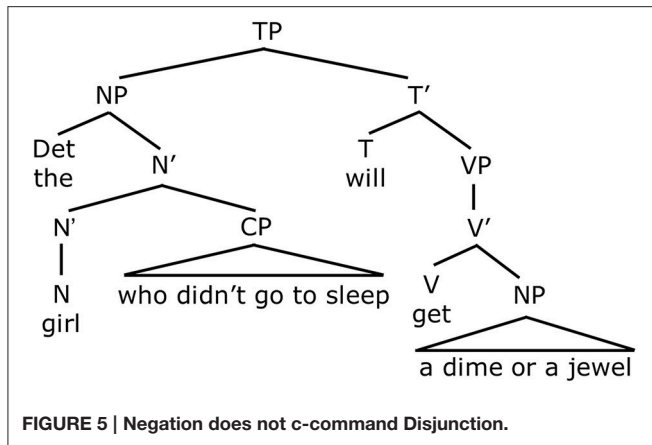 TP
NP T′
Det N′ T VP
the will
N' CP V′
N who didn't go to sleep V NP
girl get
a dime or a jewel
FIGURE 5 | Negation does not c-command Disjunction.